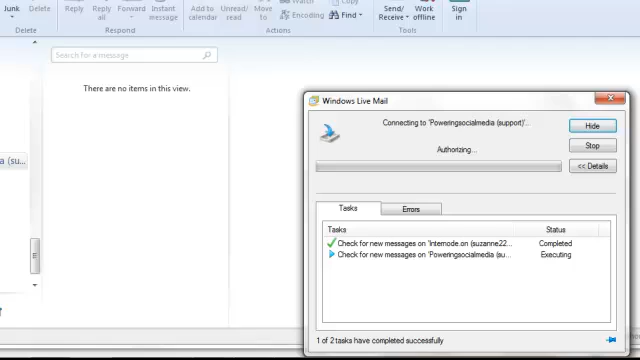 Junk
Delete
Reply
Reply all
Forward
Instant message
Add to calendar
Unread/ Read
Move to
Watch
Encoding
Copy
Find
Send/ Receive
Work offline
Sign in
Delete
Respond
Actions
Tools
Search for a message
There are no items in this view.
a (su...
Windows Live Mail
Connecting to 'Poweringsocialmedia (support)'...
Authorizing...
Hide
Stop
<< Details
Tasks
Errors
Tasks
Status
Check for new messages on 'Internode.on (suzanne22...
Completed
Check for new messages on 'Poweringsocialmedia (su...
Executing
1 of 2 tasks have completed successfully